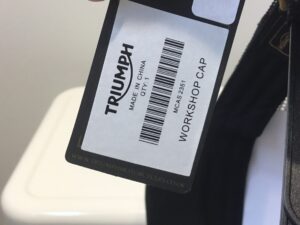 TRIUMPH
MADE IN CHINA
QTY: 1
MCAS 2351
WORKSHOP CAP